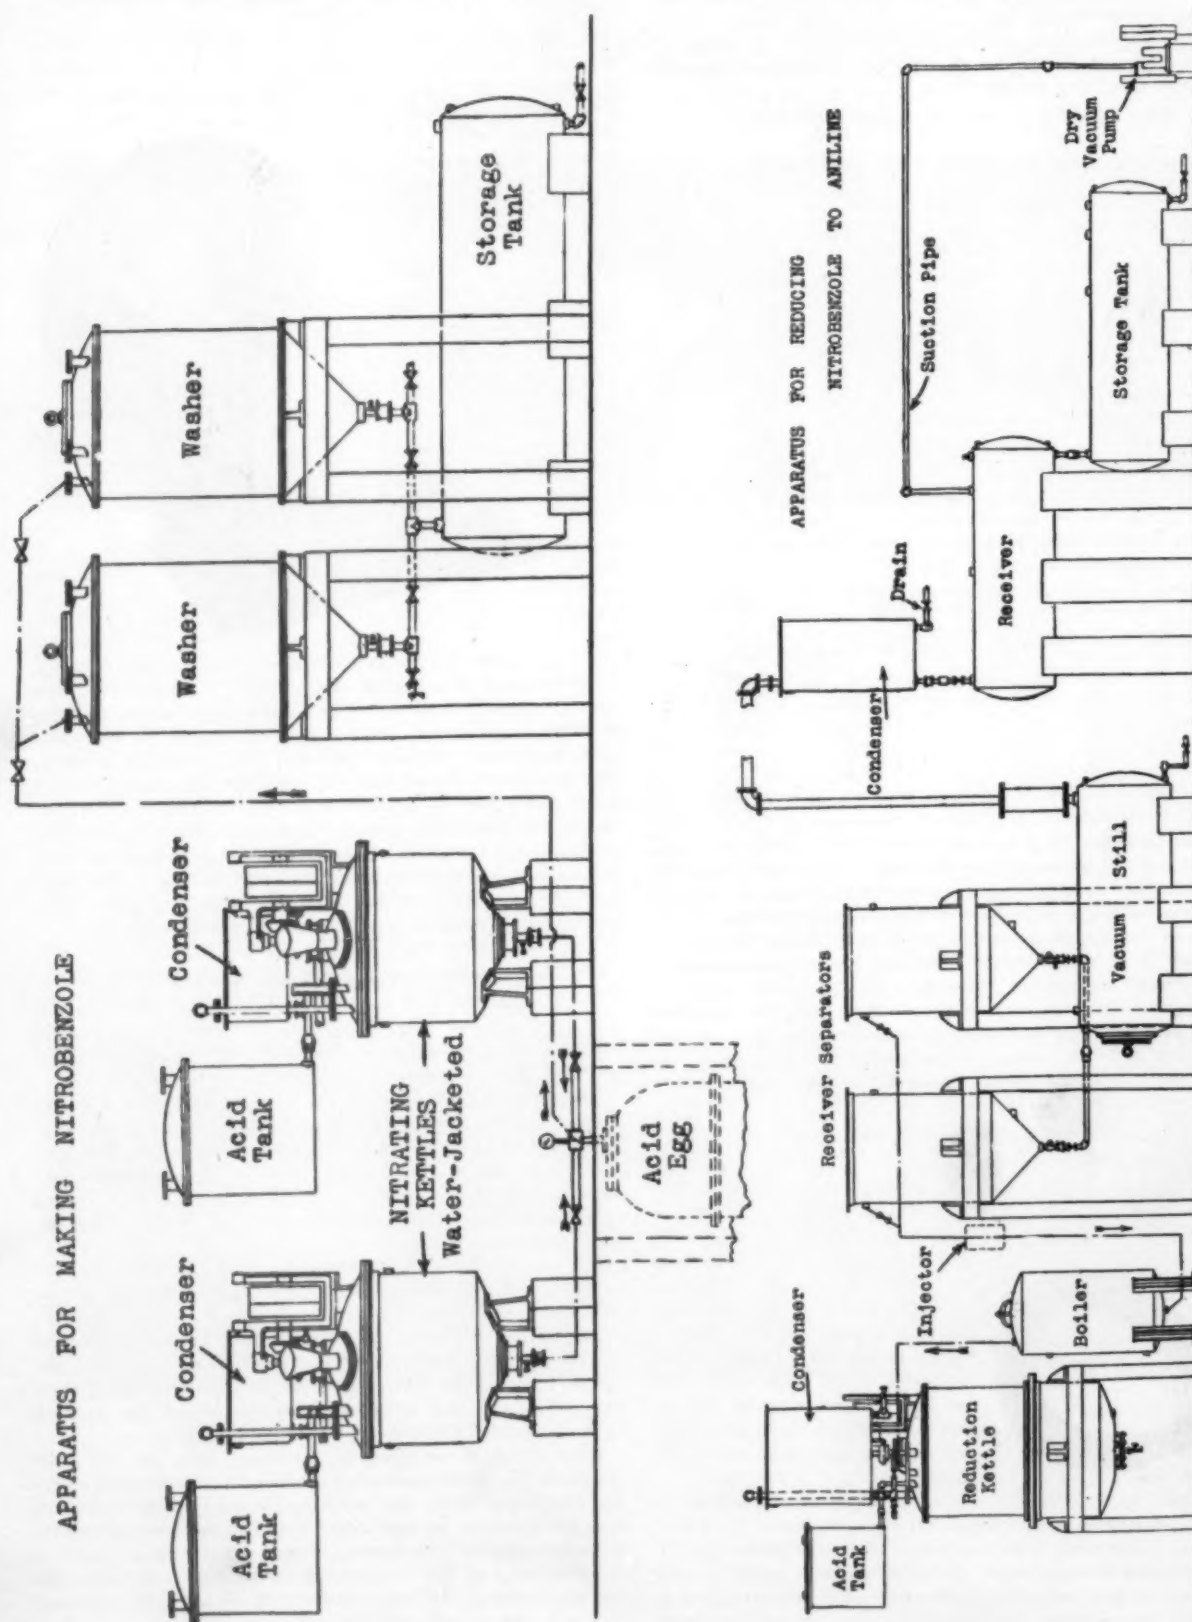 APPARATUS FOR MAKING NITROBENZOLE
Acid
Tank
Condenser
Acid
Tank
Condenser
NITRATING
KETTLES
Water-Jacketed
Acid
Egg
Washer
Washer
Storage
Tank
APPARATUS FOR REDUCING
NITROBENZOLE TO ANILINE
Acid
Tank
Condenser
Reduction
Kettle
Boiler
Injector
Receiver Separators
Vacuum Still
Condenser
Drain
Receiver
Suction Pipe
Storage Tank
Dry
Vacuum
Pump